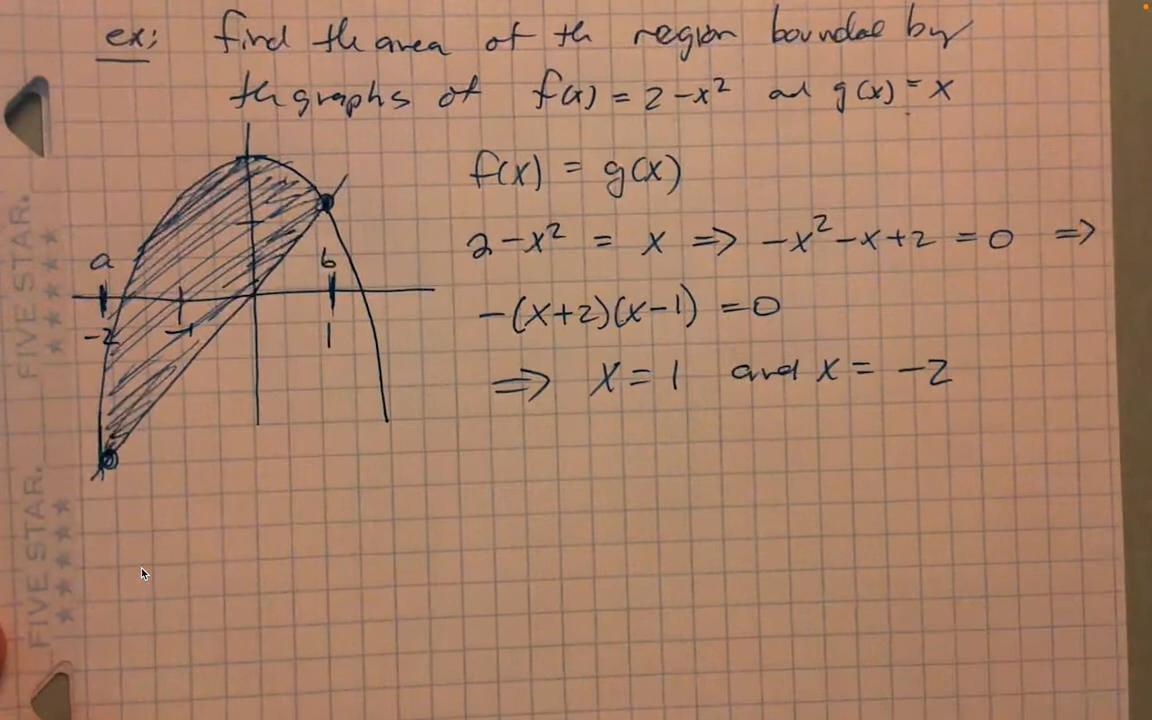 ex: find the area of the region bounded by
the graphs of f(x) = 2 - x² and g(x) = x
f(x) = g(x)
2 - x² = x => -x² - x + 2 = 0 =>
-(x+2)(x-1) = 0
=> x = 1 and x = -2
a
b
-2
-1
1
FIVE STAR.
FIVE STAR.